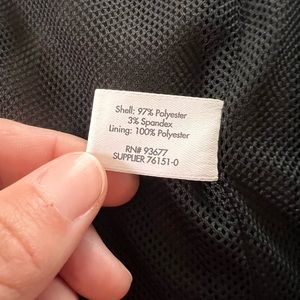 Shell: 97% Polyester
3% Spandex
Lining: 100% Polyester
RN# 93677
SUPPLIER 76151-0